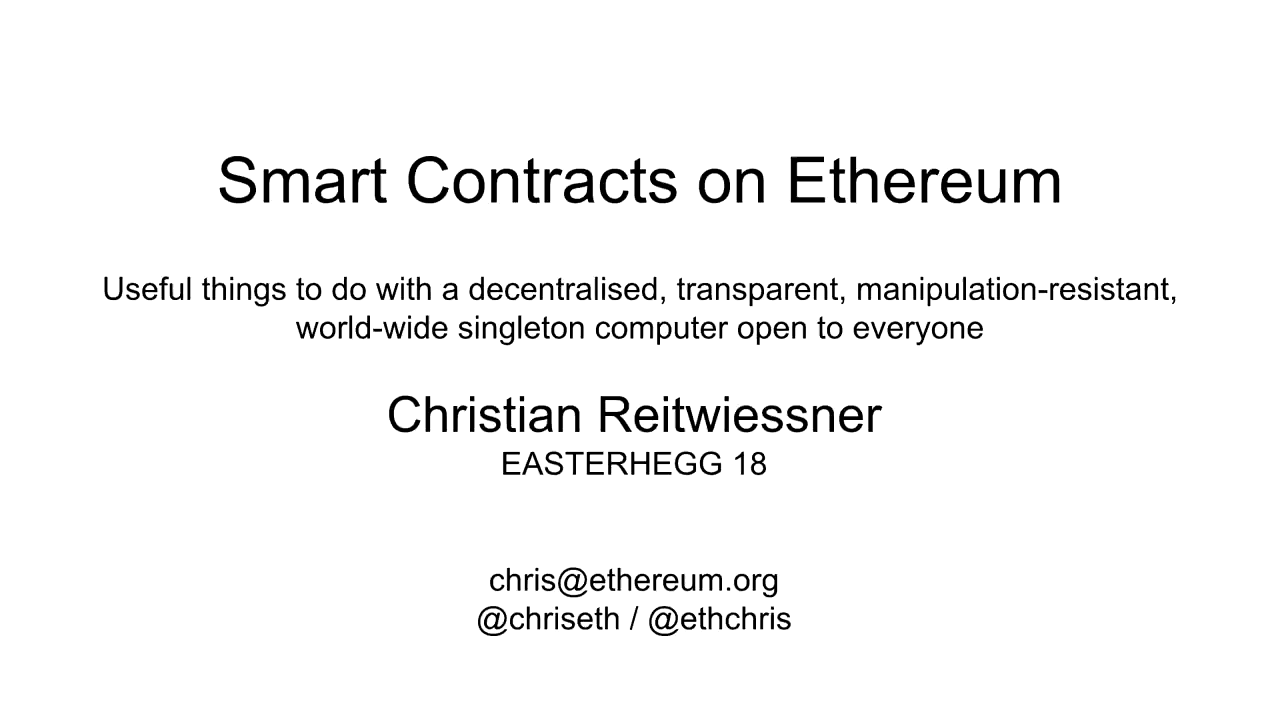 Smart Contracts on Ethereum
Useful things to do with a decentralised, transparent, manipulation-resistant,
world-wide singleton computer open to everyone
Christian Reitwiessner
EASTERHEGG 18
chris@ethereum.org
@chriseth / @ethchris